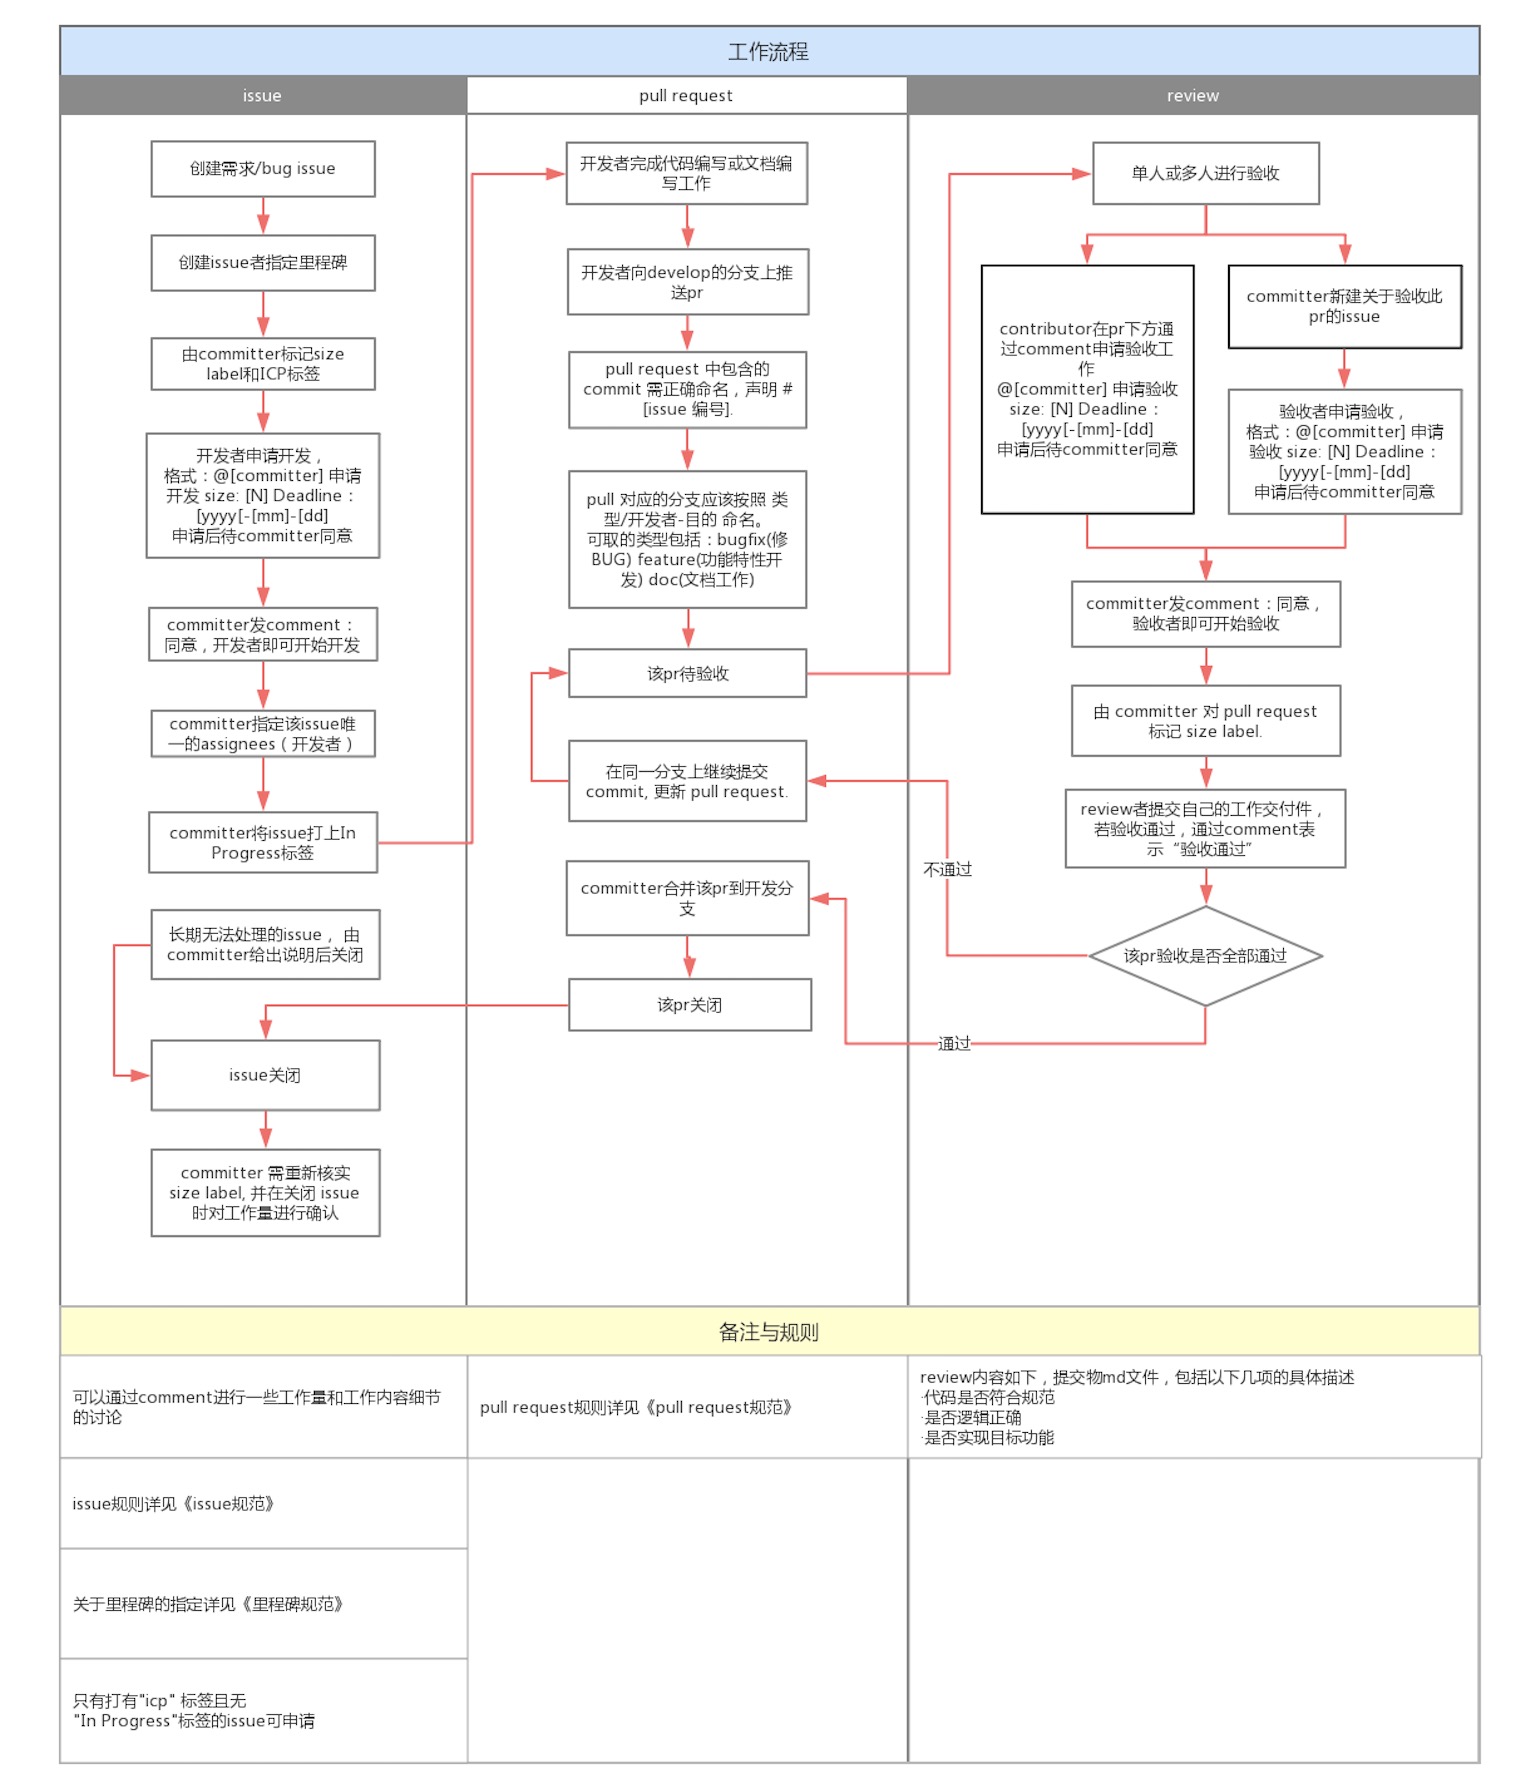 工作流程
issue
pull request
review
创建需求/bug issue
创建issue者指定里程碑
由committer标记size
label和ICP标签
开发者申请开发，
格式：@[committer] 申请
开发 size: [N] Deadline：
[yyyy[-[mm]-[dd]
申请后待committer同意
committer发comment：
同意，开发者即可开始开发
committer指定该issue唯
一的assignees（开发者）
committer将issue打上In
Progress标签
长期无法处理的issue， 由
committer给出说明后关闭
issue关闭
committer 需重新核实
size label, 并在关闭 issue
时对工作量进行确认
开发者完成代码编写或文档编
写工作
开发者向develop的分支上推
送pr
pull request 中包含的
commit 需正确命名，声明 #
[issue 编号].
pull 对应的分支应该按照 类
型/开发者-目的 命名。
可取的类型包括：bugfix(修
BUG) feature(功能特性开
发) doc(文档工作)
该pr待验收
在同一分支上继续提交
commit, 更新 pull request.
committer合并该pr到开发分
支
该pr关闭
单人或多人进行验收
contributor在pr下方通
过comment申请验收工
作
@[committer] 申请验收
size: [N] Deadline：
[yyyy[-[mm]-[dd]
申请后待committer同意
committer新建关于验收此
pr的issue
验收者申请验收，
格式：@[committer] 申请
验收 size: [N] Deadline：
[yyyy[-[mm]-[dd]
申请后待committer同意
committer发comment：同意，
验收者即可开始验收
由 committer 对 pull request
标记 size label.
review者提交自己的工作交付件，
若验收通过，通过comment表
示“验收通过”
该pr验收是否全部通过
不通过
通过
备注与规则
可以通过comment进行一些工作量和工作内容细节
的讨论
pull request规则详见《pull request规范》
review内容如下，提交物md文件，包括以下几项的具体描述
·代码是否符合规范
·是否逻辑正确
·是否实现目标功能
issue规则详见《issue规范》
关于里程碑的指定详见《里程碑规范》
只有打有"icp" 标签且无
"In Progress"标签的issue可申请